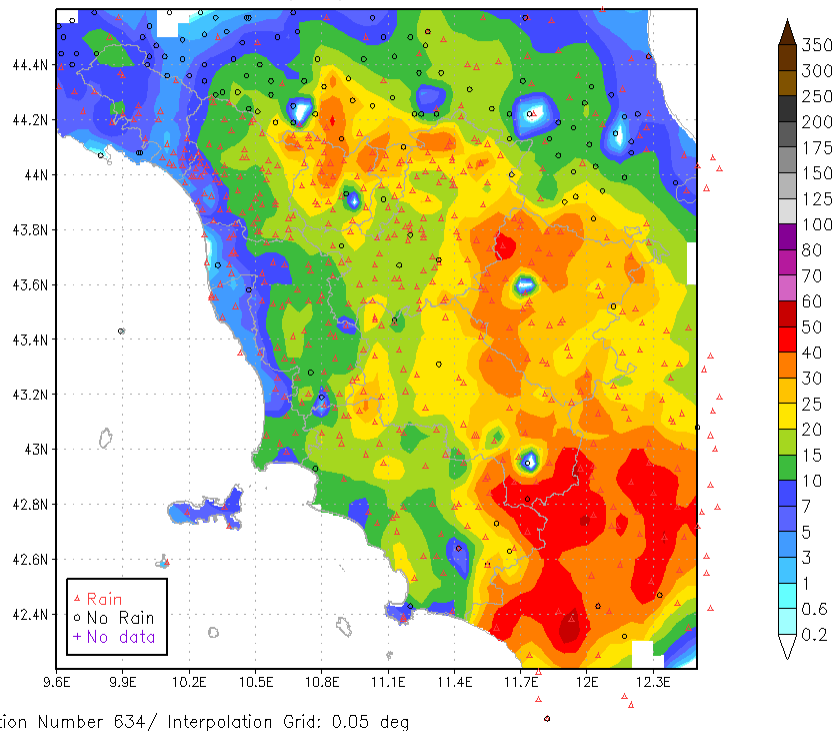 44.4N
44.2N
44N
43.8N
43.6N
43.4N
43.2N
43N
42.8N
42.6N
42.4N
9.6E 9.9E 10.2E 10.5E 10.8E 11.1E 11.4E 11.7E 12E 12.3E
Rain
No Rain
No data
350
300
250
200
175
150
125
100
80
70
60
50
40
30
25
20
15
10
7
5
3
1
0.6
0.2
tion Number 634/ Interpolation Grid: 0.05 deg